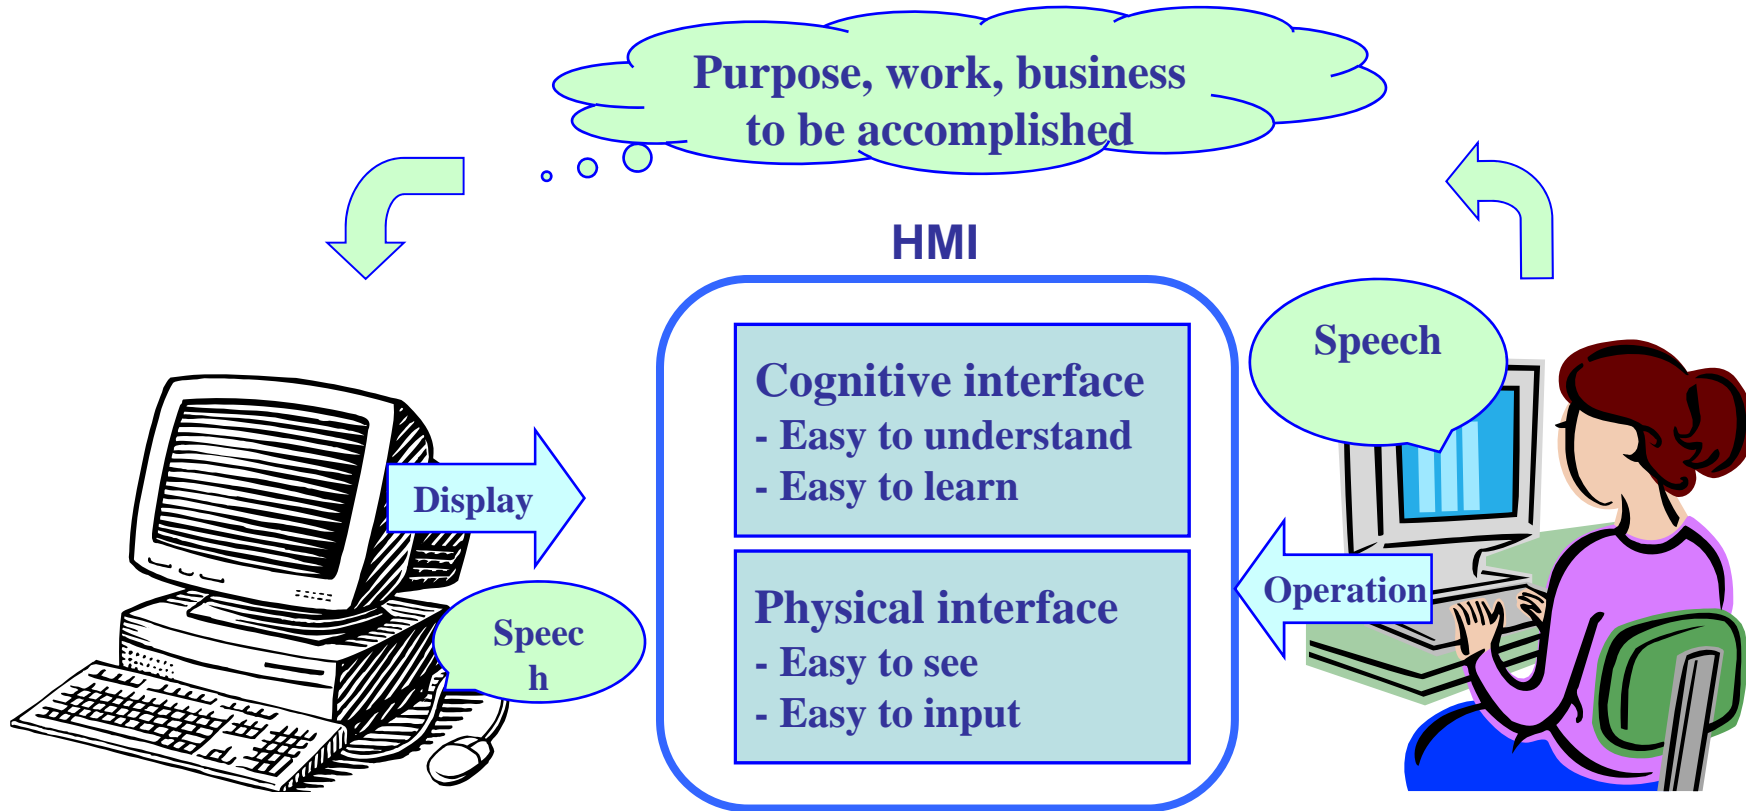 Purpose, work, business
to be accomplished
HMI
Speech
Cognitive interface
- Easy to understand
- Easy to learn
Display
Operation
Physical interface
- Easy to see
- Easy to input
Speec
h